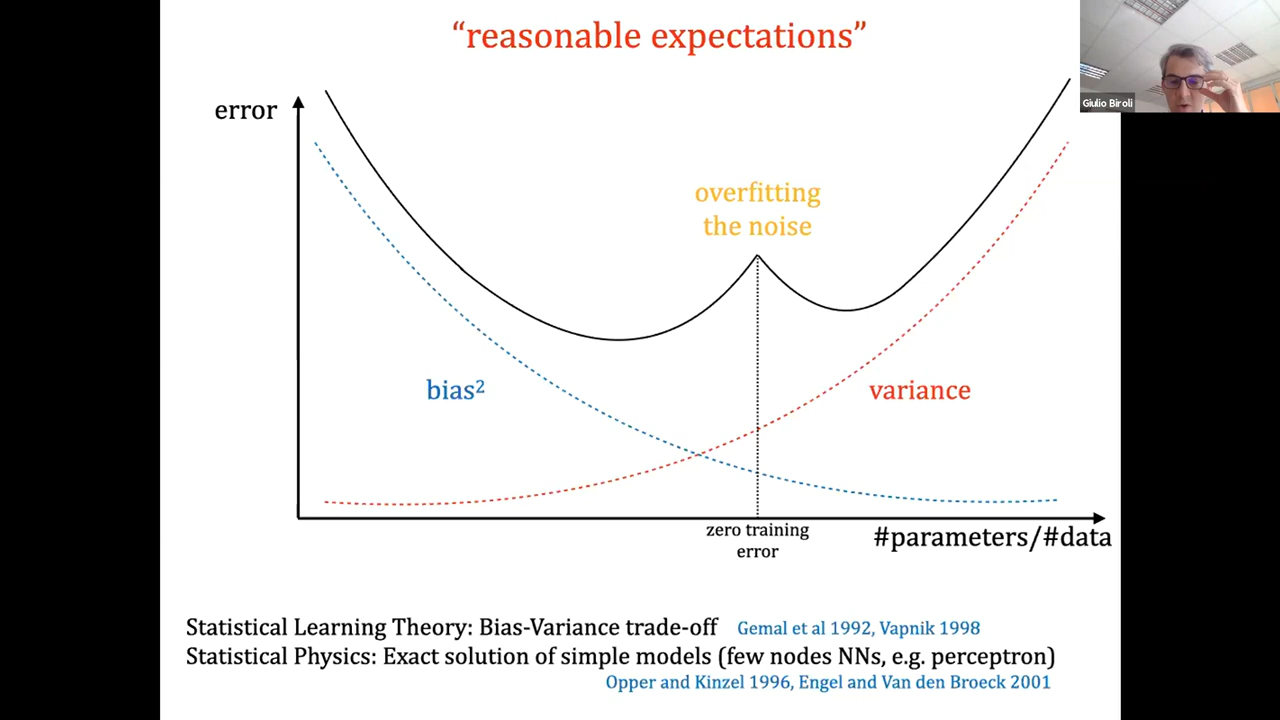 “reasonable expectations”
Giulio Biroli
error
overfitting
the noise
bias²
variance
zero training
error
#parameters/#data
Statistical Learning Theory: Bias-Variance trade-off Gemal et al 1992, Vapnik 1998
Statistical Physics: Exact solution of simple models (few nodes NNs, e.g. perceptron)
Opper and Kinzel 1996, Engel and Van den Broeck 2001